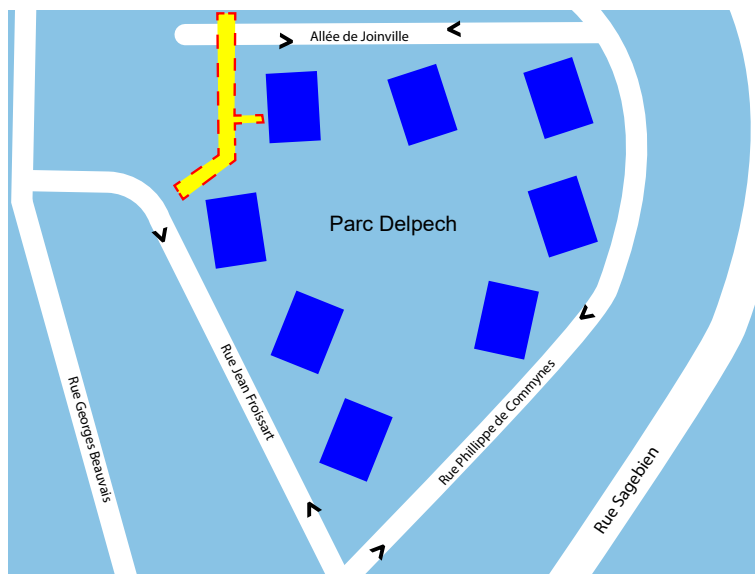 Allée de Joinville
Parc Delpech
Rue Jean Froissart
Rue Georges Beauvais
Rue Phillippe de Commynes
Rue Sagebien